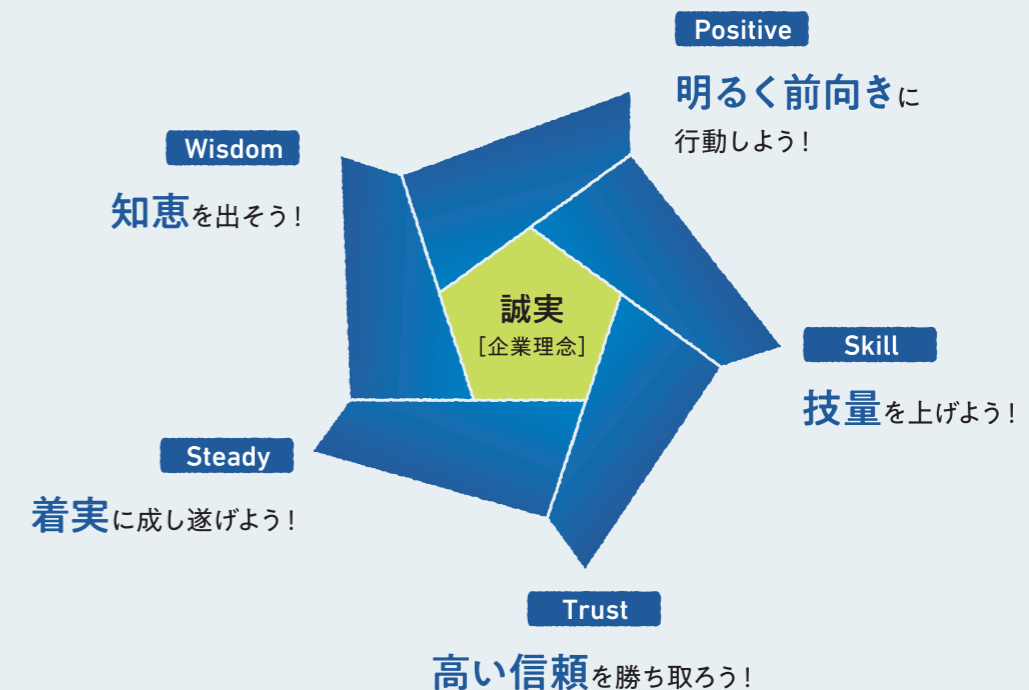 Positive
明るく前向きに
行動しよう!
Wisdom
知恵を出そう!
誠実
[企業理念]
Skill
技量を上げよう!
Steady
着実に成し遂げよう!
Trust
高い信頼を勝ち取ろう!